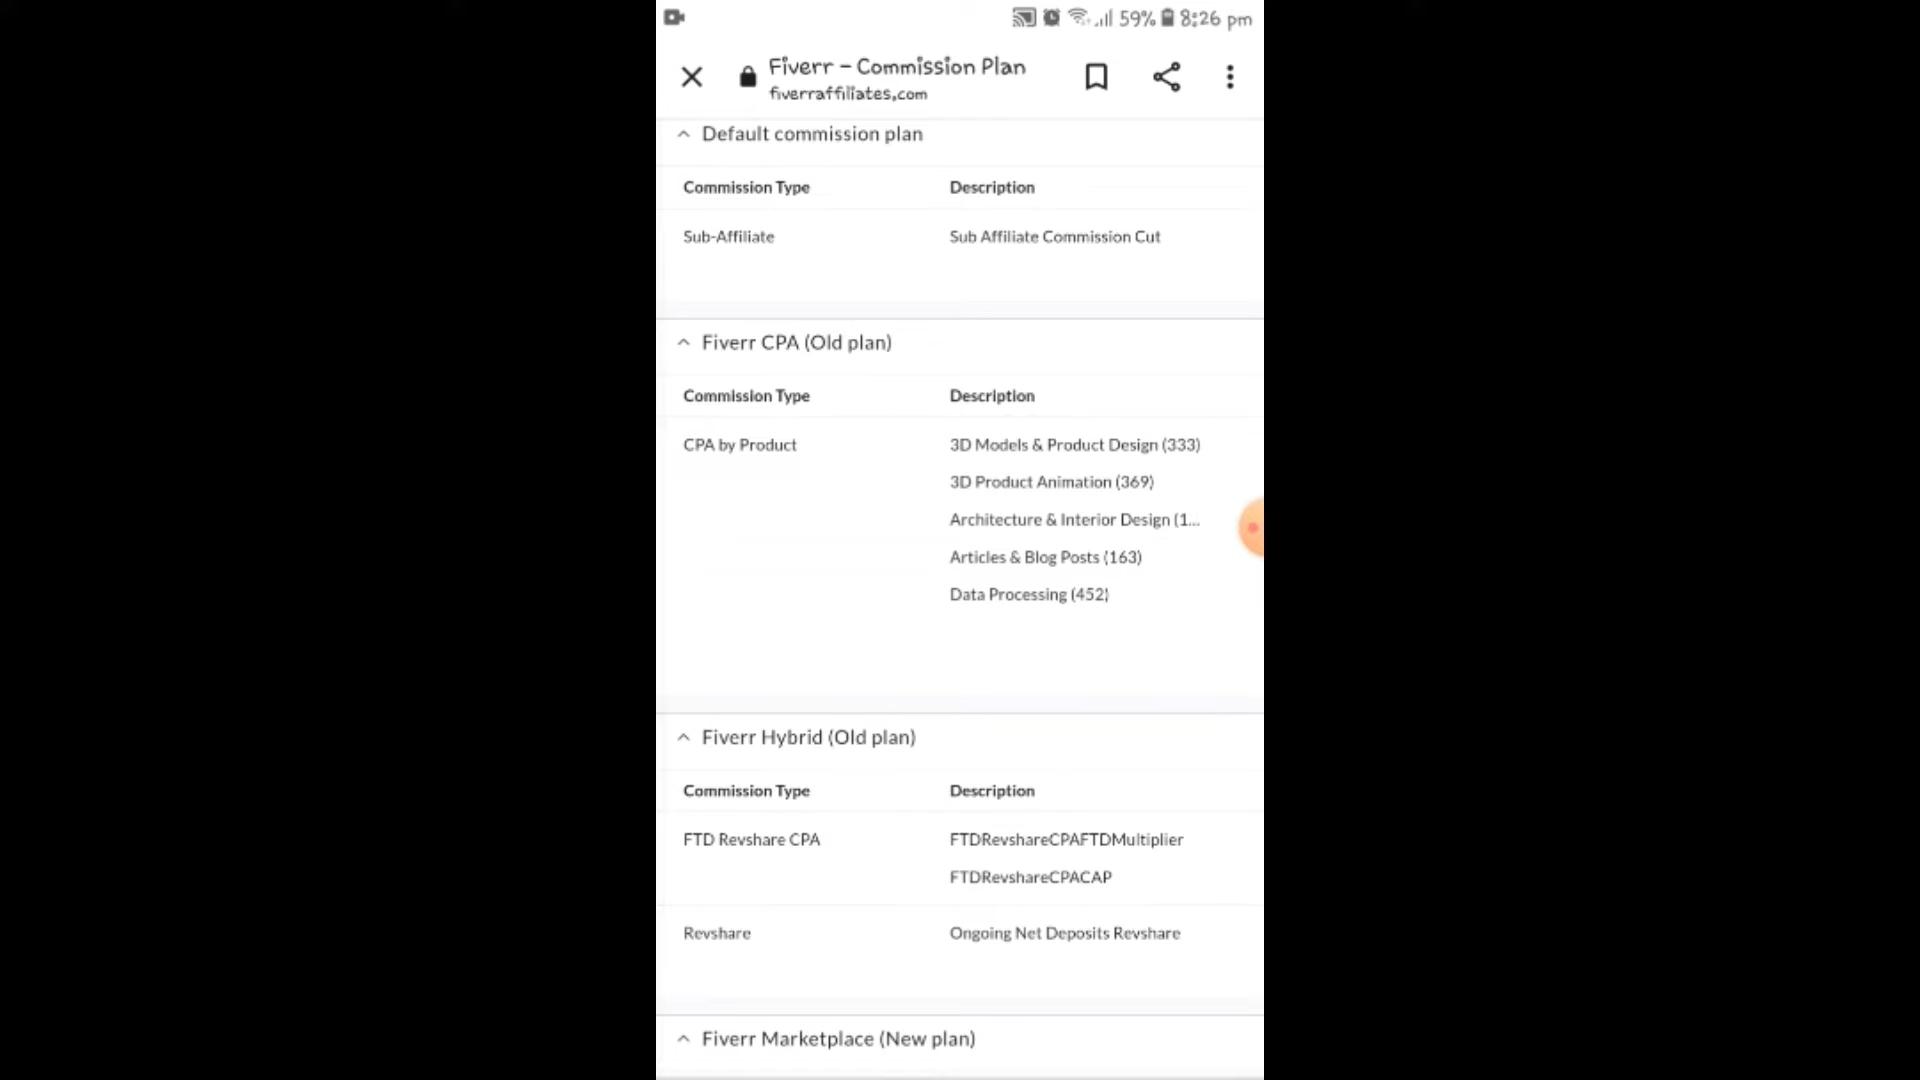 59% 8:26 pm
Fiverr – Commission Plan
fiverraffiliates.com
Default commission plan
Commission Type Description
Sub-Affiliate Sub Affiliate Commission Cut
Fiverr CPA (Old plan)
Commission Type Description
CPA by Product 3D Models & Product Design (333)
3D Product Animation (369)
Architecture & Interior Design (1...
Articles & Blog Posts (163)
Data Processing (452)
Fiverr Hybrid (Old plan)
Commission Type Description
FTD Revshare CPA FTDRevshareCPAFTDMultiplier
FTDRevshareCPACAP
Revshare Ongoing Net Deposits Revshare
Fiverr Marketplace (New plan)